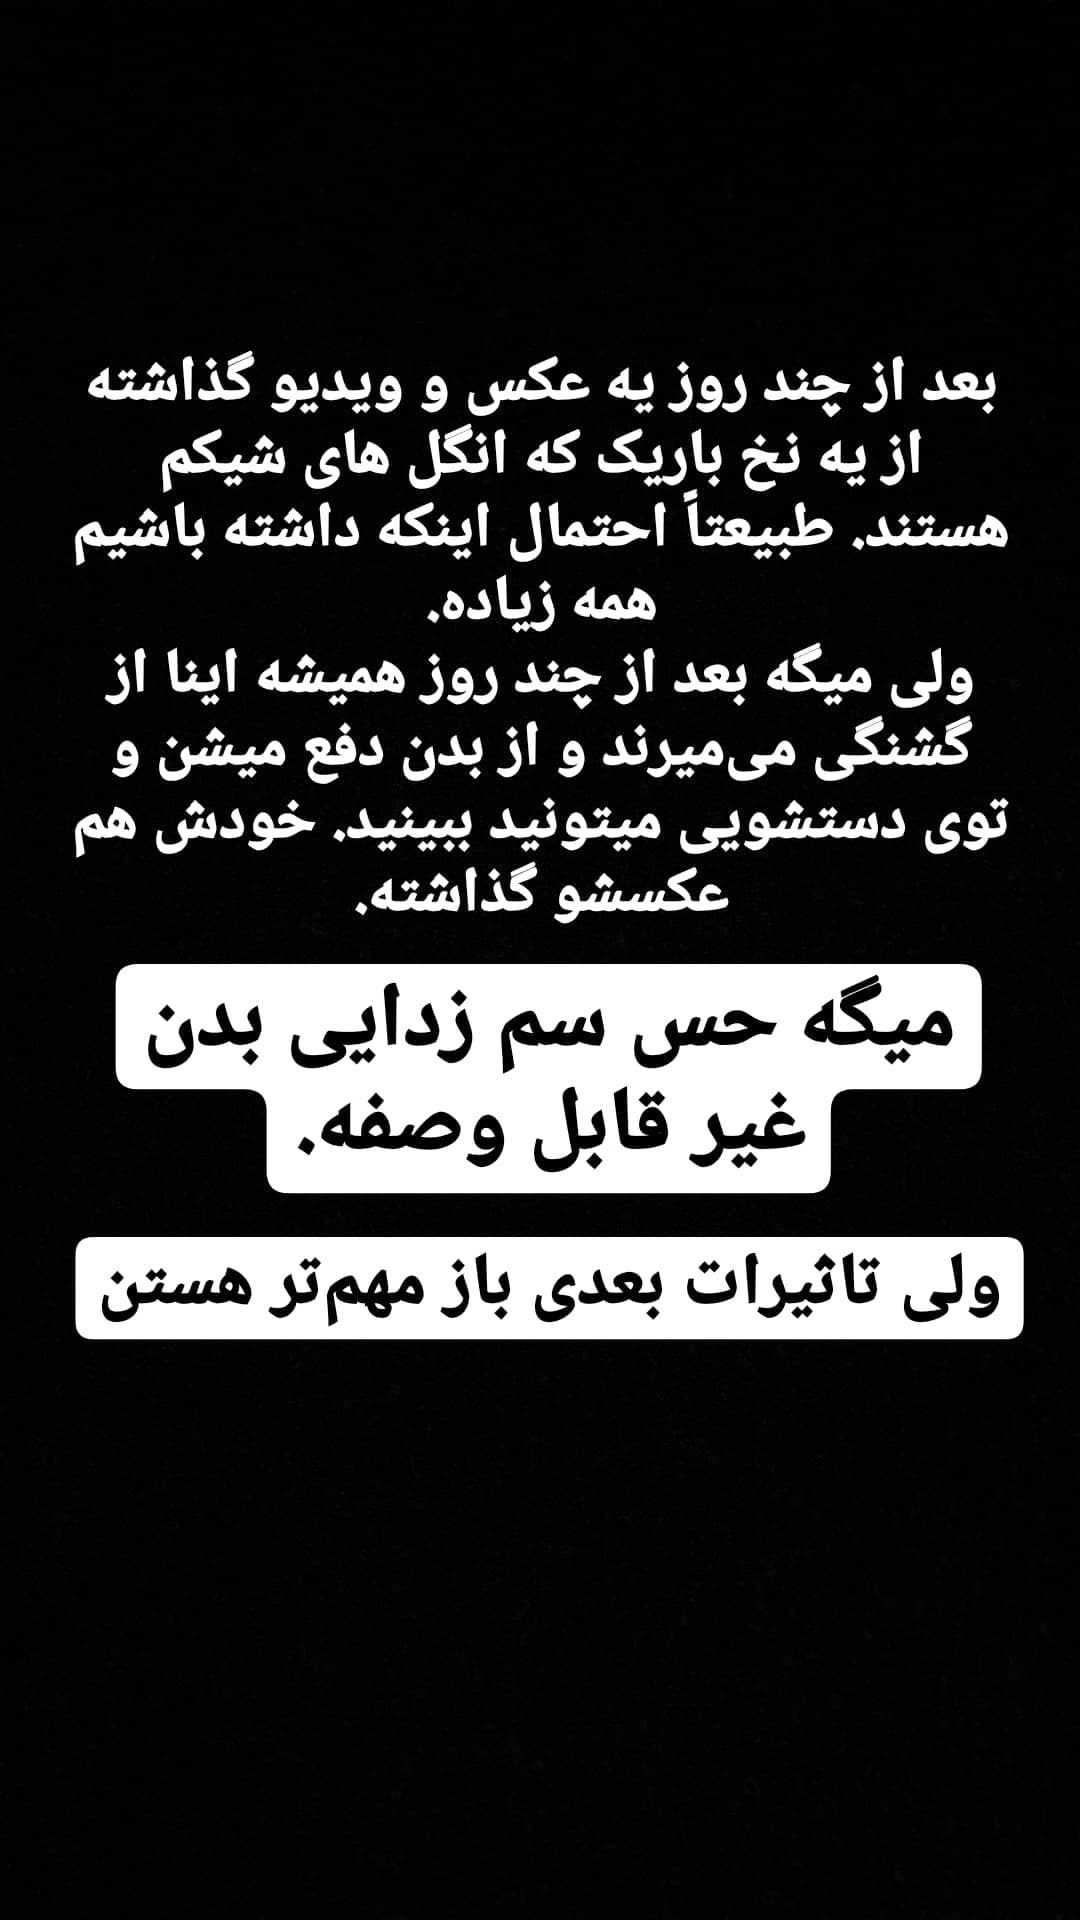 بعد از چند روز یه عکس و ویدیو گذاشته
از یه نخ باریک که انگل های شیکم
هستند. طبیعتاً احتمال اینکه داشته باشیم
همه زیاده.
ولی میگه بعد از چند روز همیشه اینا از
گشنگی می‌میرند و از بدن دفع میشن و
توی دستشویی میتونید ببینید. خودش هم
عکسشو گذاشته.
میگه حس سم زدایی بدن
غیر قابل وصفه.
ولی تاثیرات بعدی باز مهم‌تر هستن